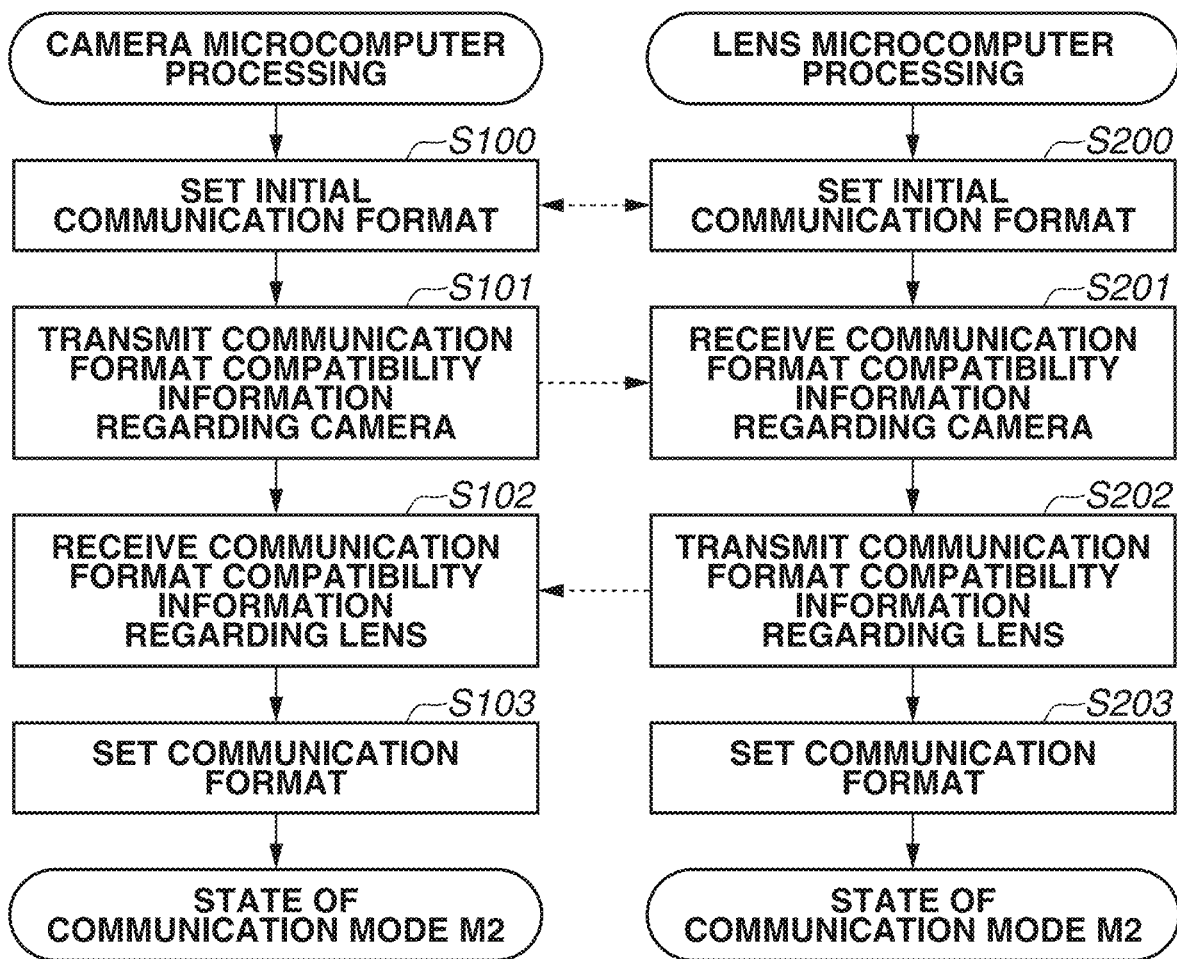 CAMERA MICROCOMPUTER
PROCESSING
S100
SET INITIAL
COMMUNICATION FORMAT
S101
TRANSMIT COMMUNICATION
FORMAT COMPATIBILITY
INFORMATION
REGARDING CAMERA
S102
RECEIVE COMMUNICATION
FORMAT COMPATIBILITY
INFORMATION
REGARDING LENS
S103
SET COMMUNICATION
FORMAT
STATE OF
COMMUNICATION MODE M2
LENS MICROCOMPUTER
PROCESSING
S200
SET INITIAL
COMMUNICATION FORMAT
S201
RECEIVE COMMUNICATION
FORMAT COMPATIBILITY
INFORMATION
REGARDING CAMERA
S202
TRANSMIT COMMUNICATION
FORMAT COMPATIBILITY
INFORMATION
REGARDING LENS
S203
SET COMMUNICATION
FORMAT
STATE OF
COMMUNICATION MODE M2